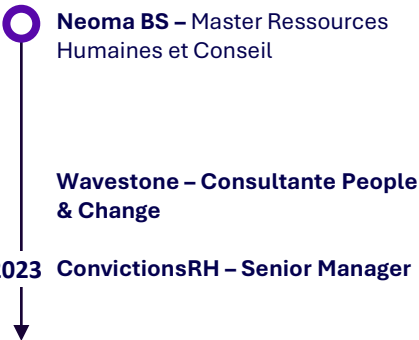 Neoma BS – Master Ressources
Humaines et Conseil
Wavestone – Consultante People
& Change
2023 ConvictionsRH – Senior Manager